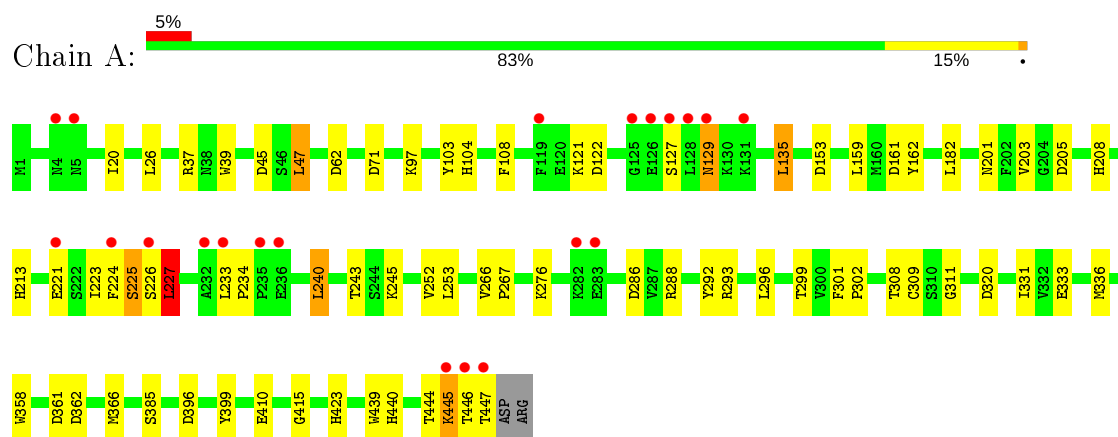 5%
Chain A:
83% 15% •
M1 N4 N5 I20 L26 R37 N38 W39 D45 S46 L47 D62 D71 K97 Y103 H104 F108 F119 E120 K121 D122 G125 E126 S127 L128 N129 K130 K131 L135 D153 L159 M160 D161 Y162 L182 N201 F202 V203 G204 D205 H208
H213 E221 S222 I223 F224 S225 S226 L227 A232 L233 P234 P235 E236 L240 T243 S244 K245 V252 L253 V266 P267 K276 K282 E283 D286 V287 R288 Y292 R293 L296 T299 V300 F301 P302 T308 C309 S310 G311 D320 I331 V332 E333 M336
W358 D361 D362 M366 S385 D396 Y399 E410 G415 H423 W439 H440 T444 K445 T446 T447 ASP ARG